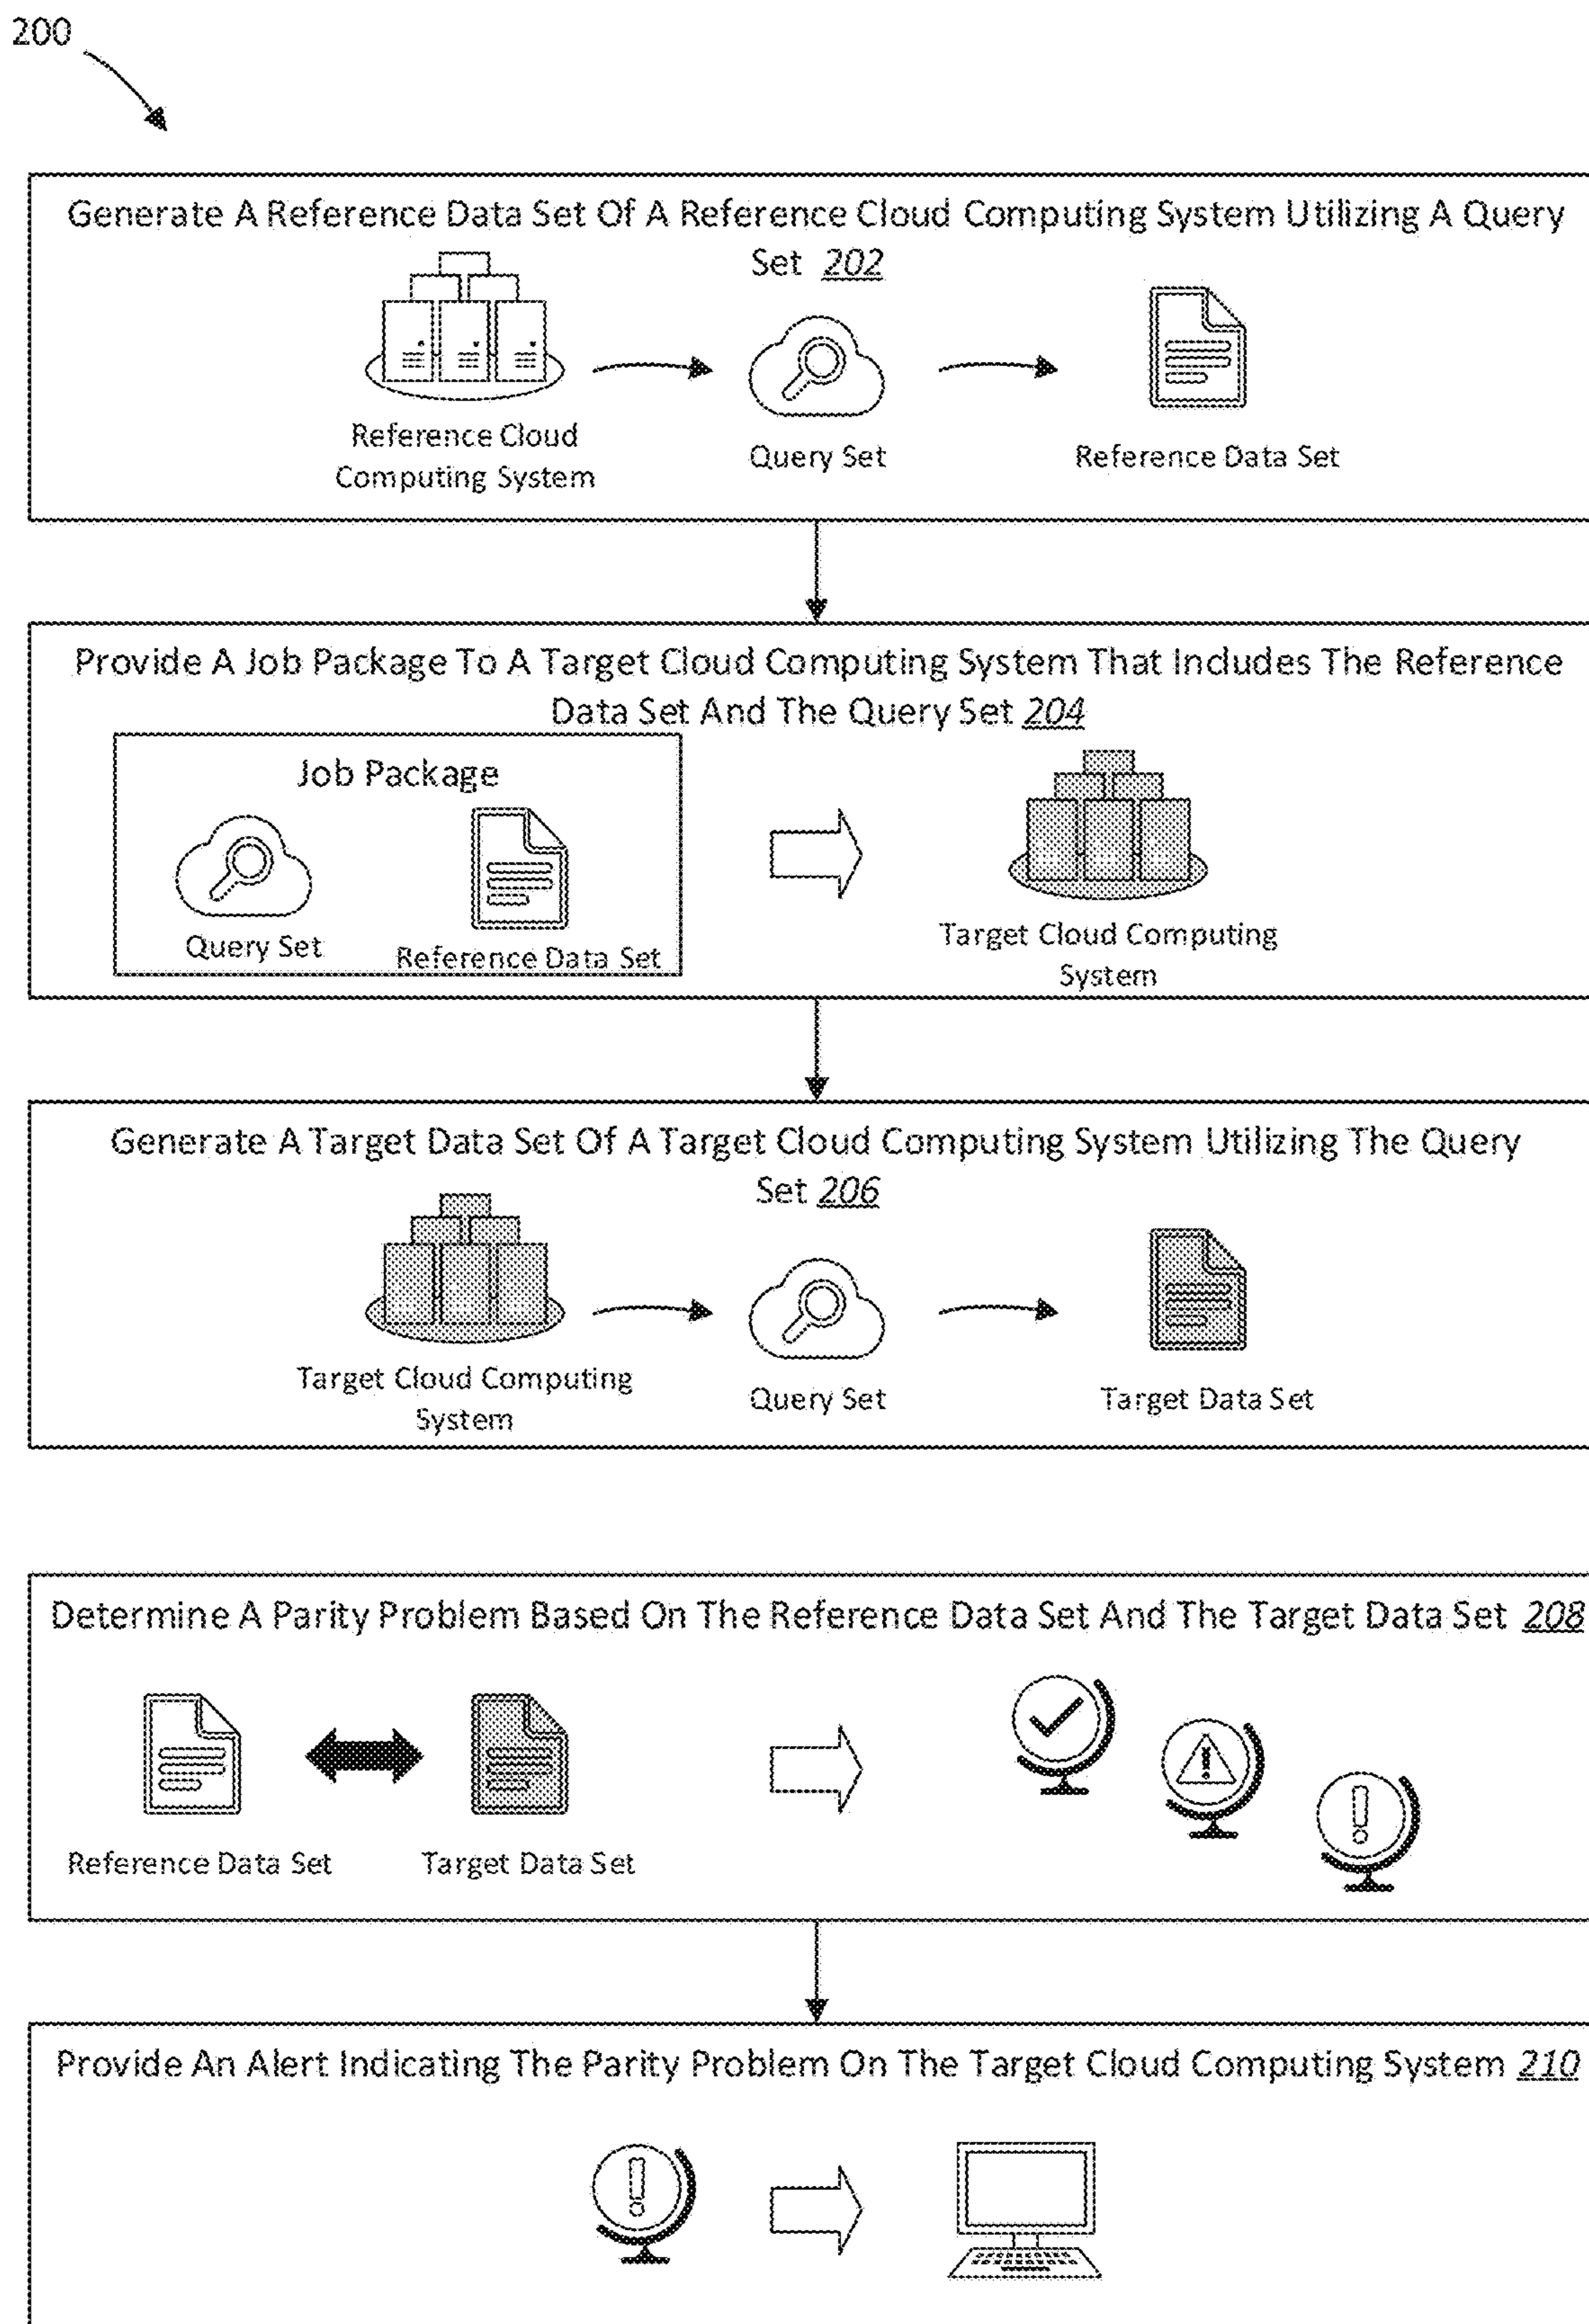 200
Generate A Reference Data Set Of A Reference Cloud Computing System Utilizing A Query
Set 202
Reference Cloud
Computing System
Query Set
Reference Data Set
Provide A Job Package To A Target Cloud Computing System That Includes The Reference
Data Set And The Query Set 204
Job Package
Query Set
Reference Data Set
Target Cloud Computing
System
Generate A Target Data Set Of A Target Cloud Computing System Utilizing The Query
Set 206
Target Cloud Computing
System
Query Set
Target Data Set
Determine A Parity Problem Based On The Reference Data Set And The Target Data Set 208
Reference Data Set
Target Data Set
Provide An Alert Indicating The Parity Problem On The Target Cloud Computing System 210